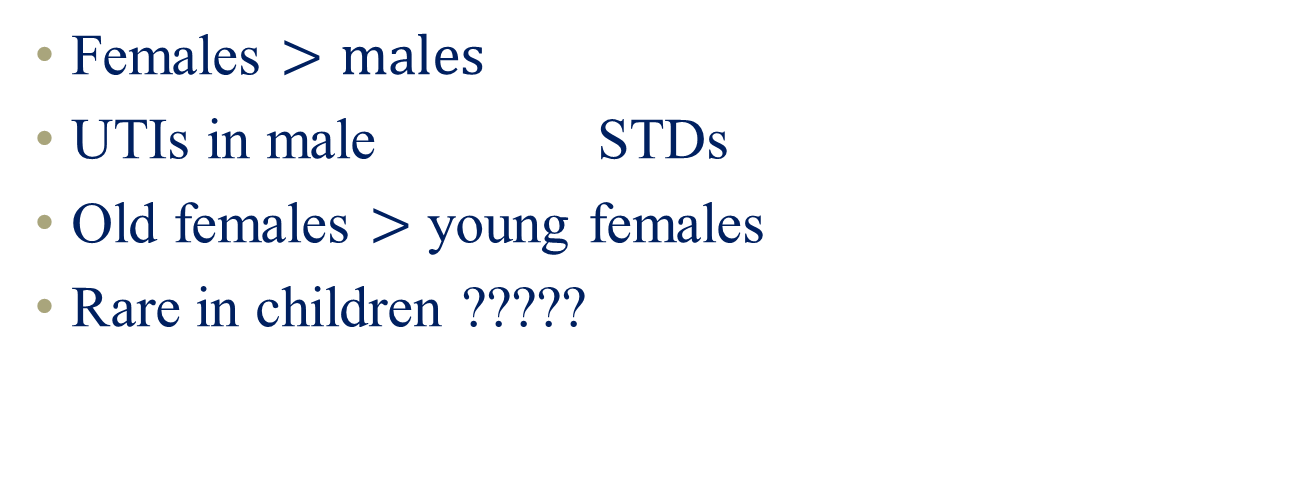 • Females > males
• UTIs in male STDs
• Old females > young females
• Rare in children ?????